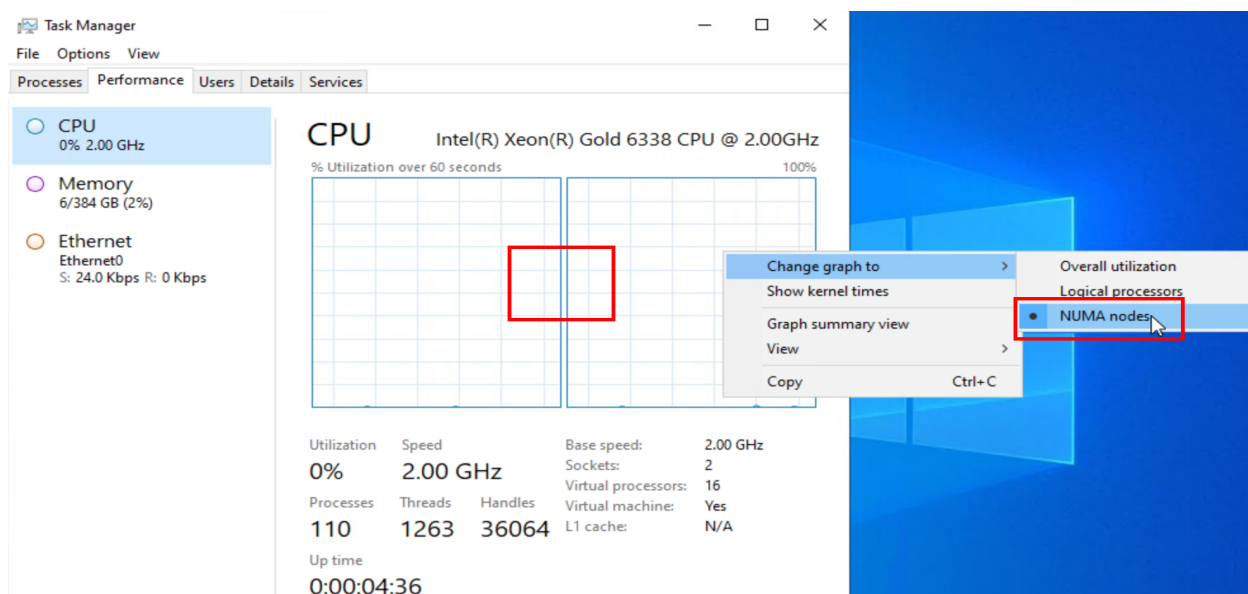 Task Manager
File Options View
Processes Performance Users Details Services
CPU
0% 2.00 GHz
Memory
6/384 GB (2%)
Ethernet
Ethernet0
S: 24.0 Kbps R: 0 Kbps
CPU Intel(R) Xeon(R) Gold 6338 CPU @ 2.00GHz
% Utilization over 60 seconds 100%
Change graph to >
Show kernel times
Graph summary view
View >
Copy Ctrl+C
Overall utilization
Logical processors
NUMA nodes
Utilization Speed
0% 2.00 GHz
Processes Threads Handles
110 1263 36064
Up time
0:00:04:36
Base speed: 2.00 GHz
Sockets: 2
Virtual processors: 16
Virtual machine: Yes
L1 cache: N/A